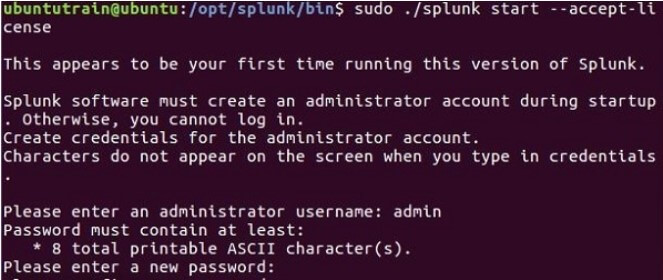 ubuntutrain@ubuntu:/opt/splunk/bin$ sudo ./splunk start --accept-li
cense
This appears to be your first time running this version of Splunk.
Splunk software must create an administrator account during startup
. Otherwise, you cannot log in.
Create credentials for the administrator account.
Characters do not appear on the screen when you type in credentials
.
Please enter an administrator username: admin
Password must contain at least:
* 8 total printable ASCII character(s).
Please enter a new password: